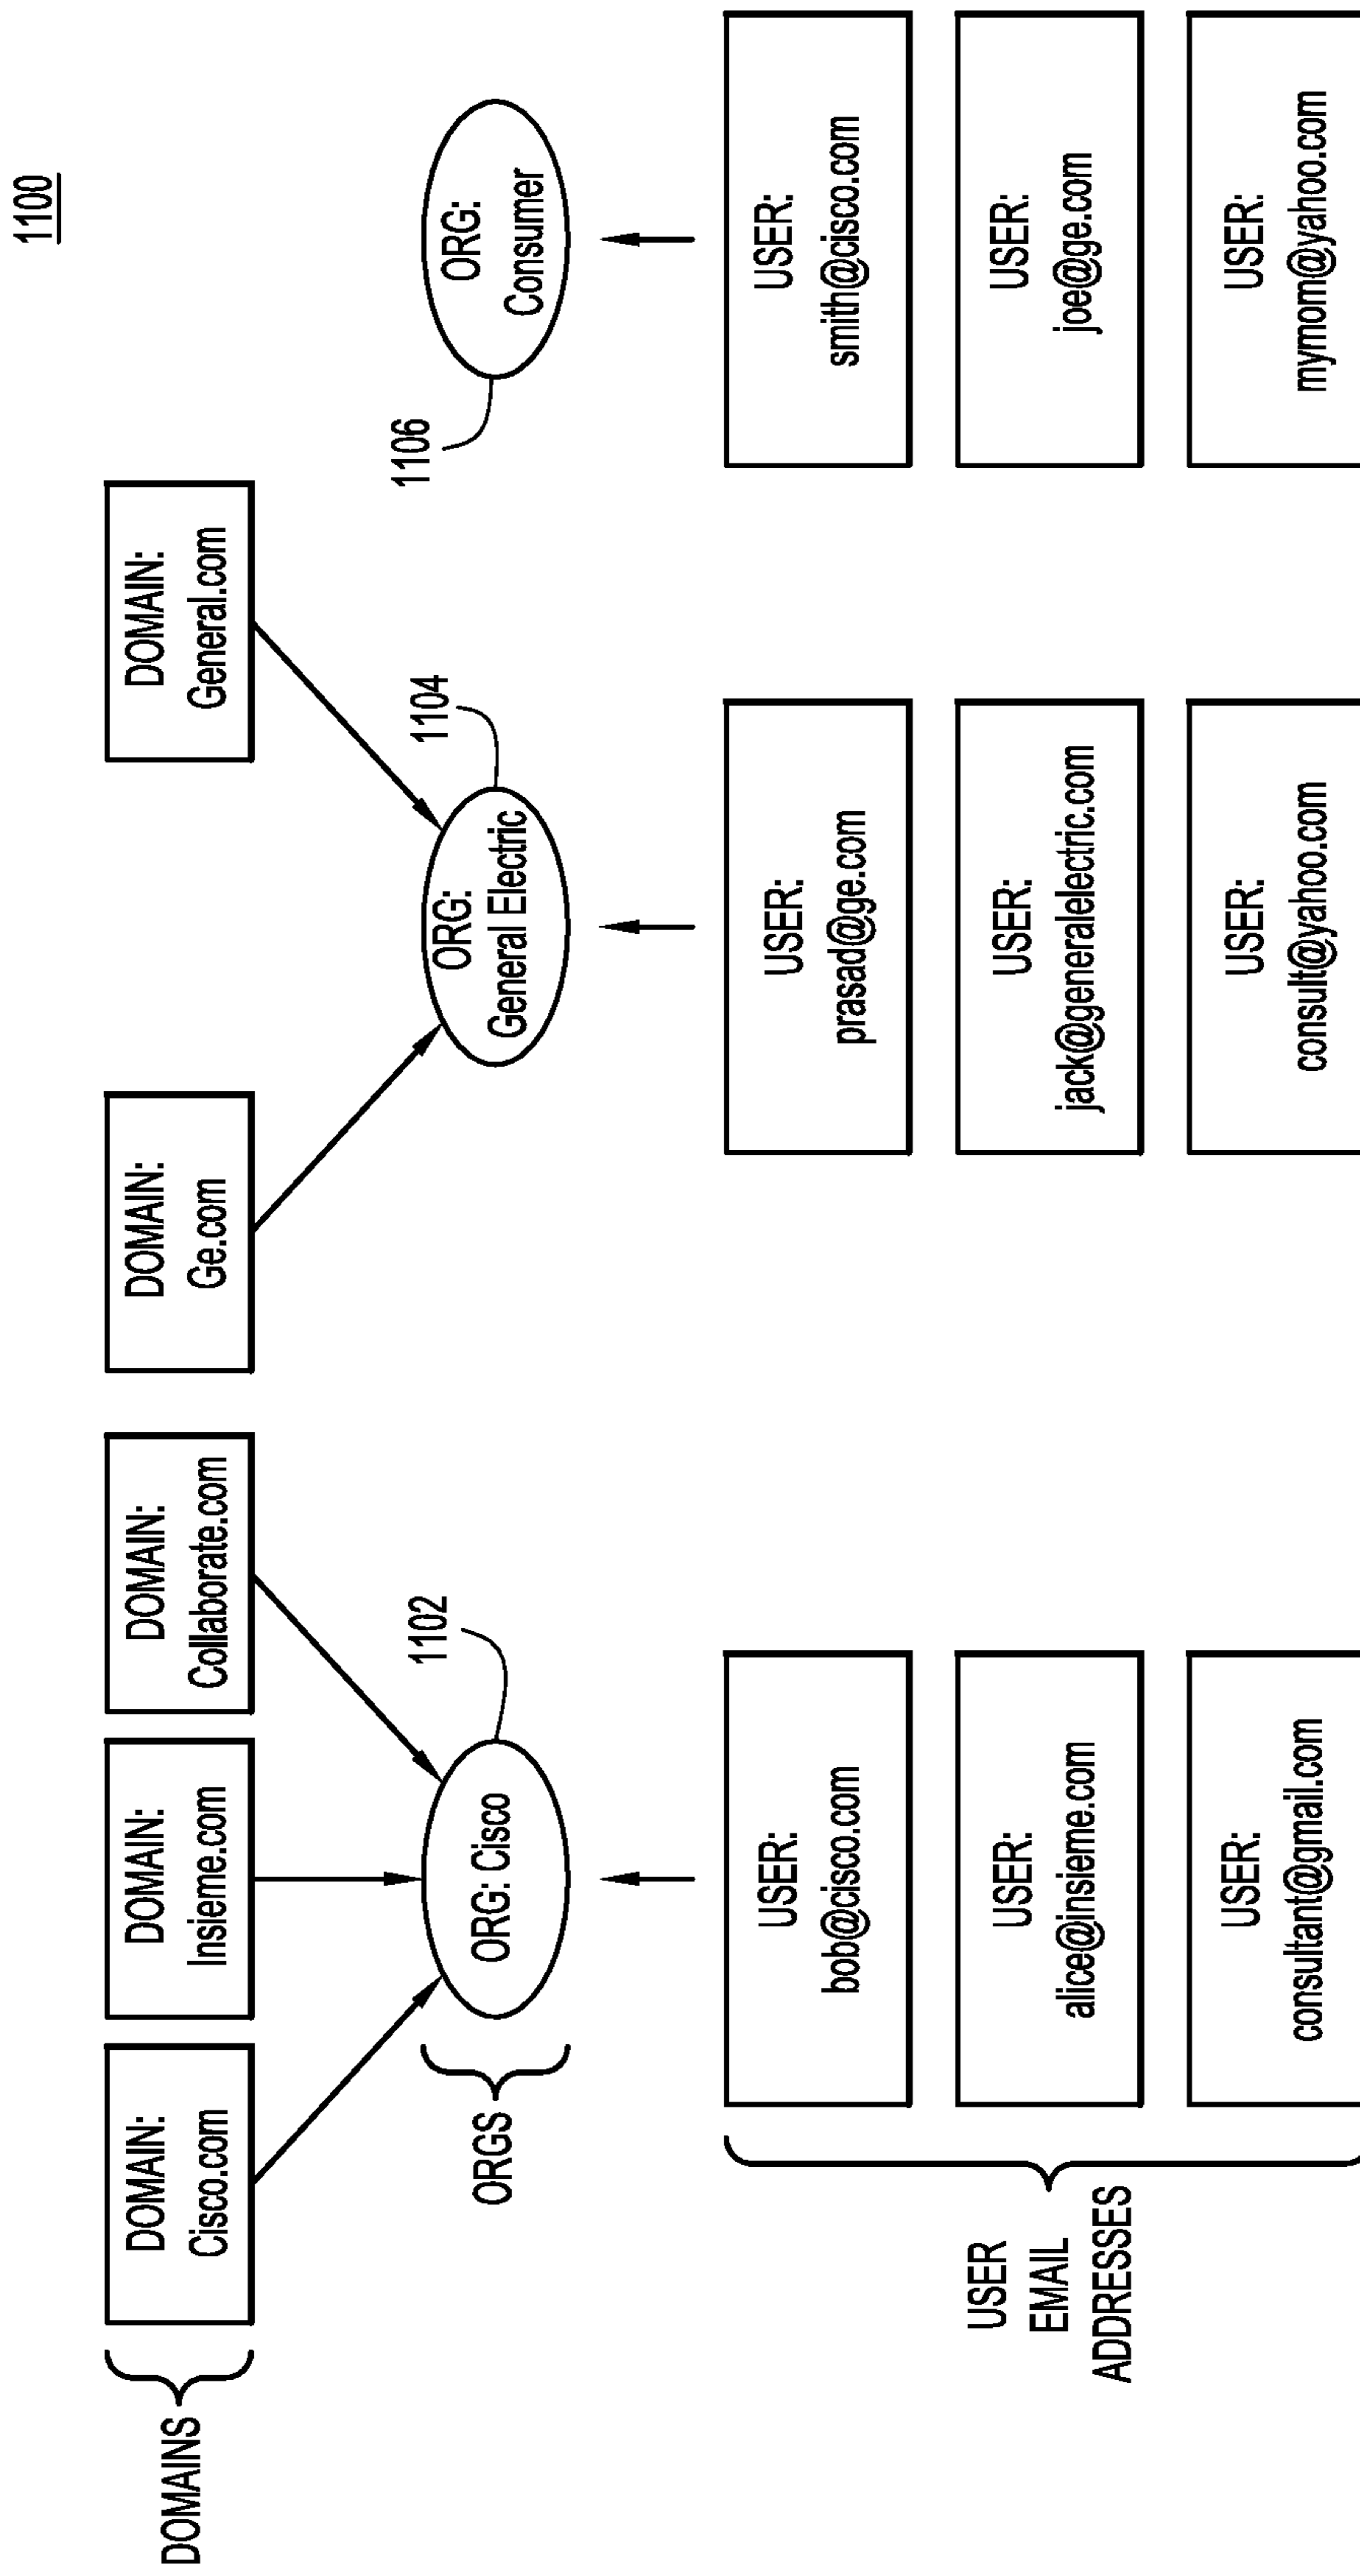 1100
DOMAINS
DOMAIN:
Cisco.com
DOMAIN:
Insieme.com
DOMAIN:
Collaborate.com
DOMAIN:
Ge.com
DOMAIN:
General.com
ORGS
ORG: Cisco
1102
ORG:
General Electric
1104
ORG:
Consumer
1106
USER
EMAIL
ADDRESSES
USER:
bob@cisco.com
USER:
alice@insieme.com
USER:
consultant@gmail.com
USER:
prasad@ge.com
USER:
jack@generalelectric.com
USER:
consult@yahoo.com
USER:
smith@cisco.com
USER:
joe@ge.com
USER:
mymom@yahoo.com